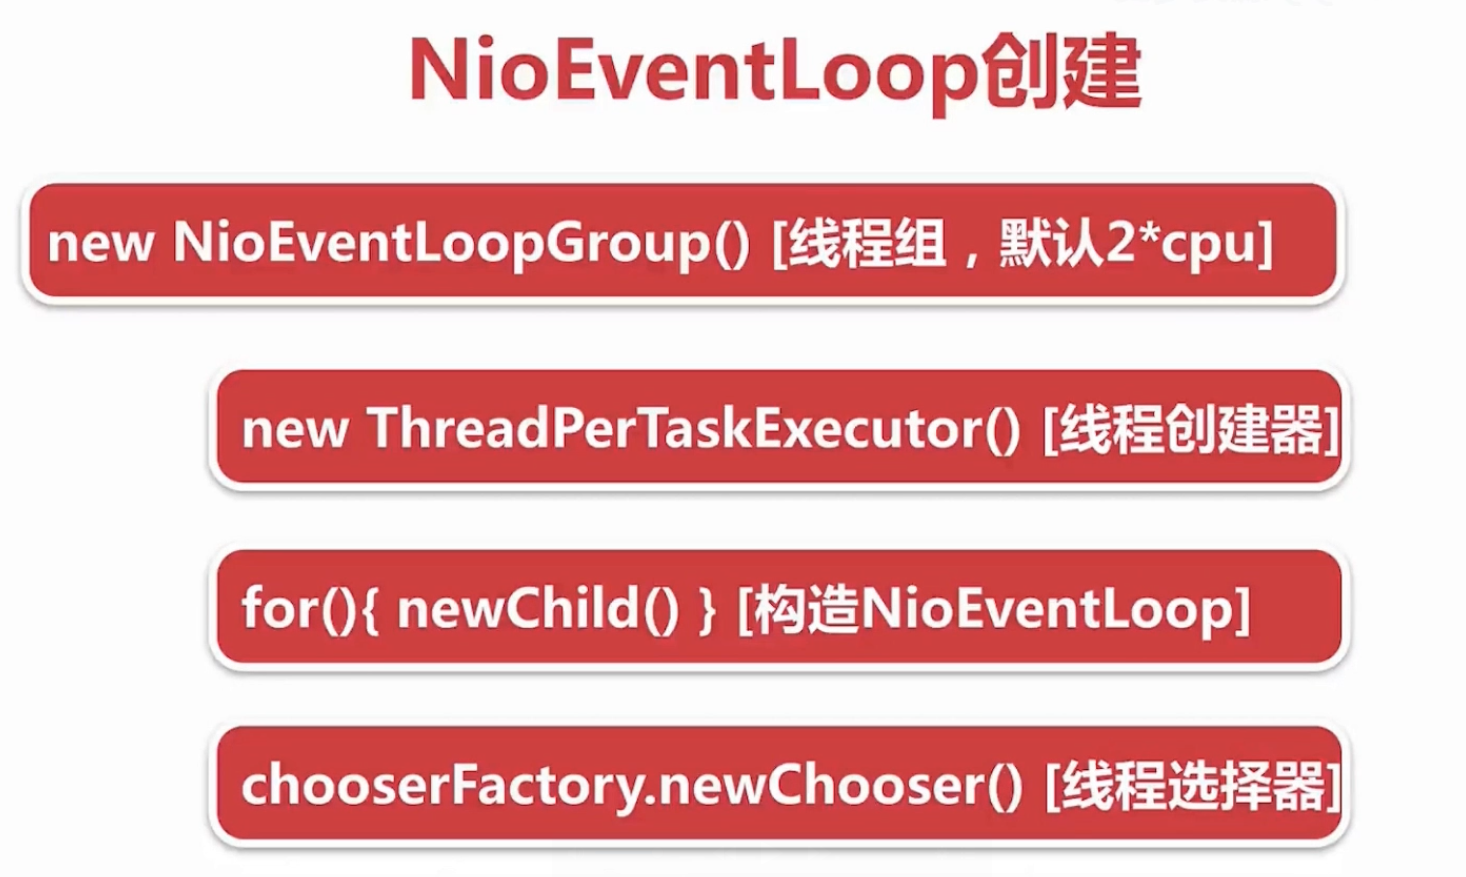 NioEventLoop创建
new NioEventLoopGroup() [线程组，默认2*cpu]
new ThreadPerTaskExecutor() [线程创建器]
for(){ newChild() } [构造NioEventLoop]
chooserFactory.newChooser() [线程选择器]